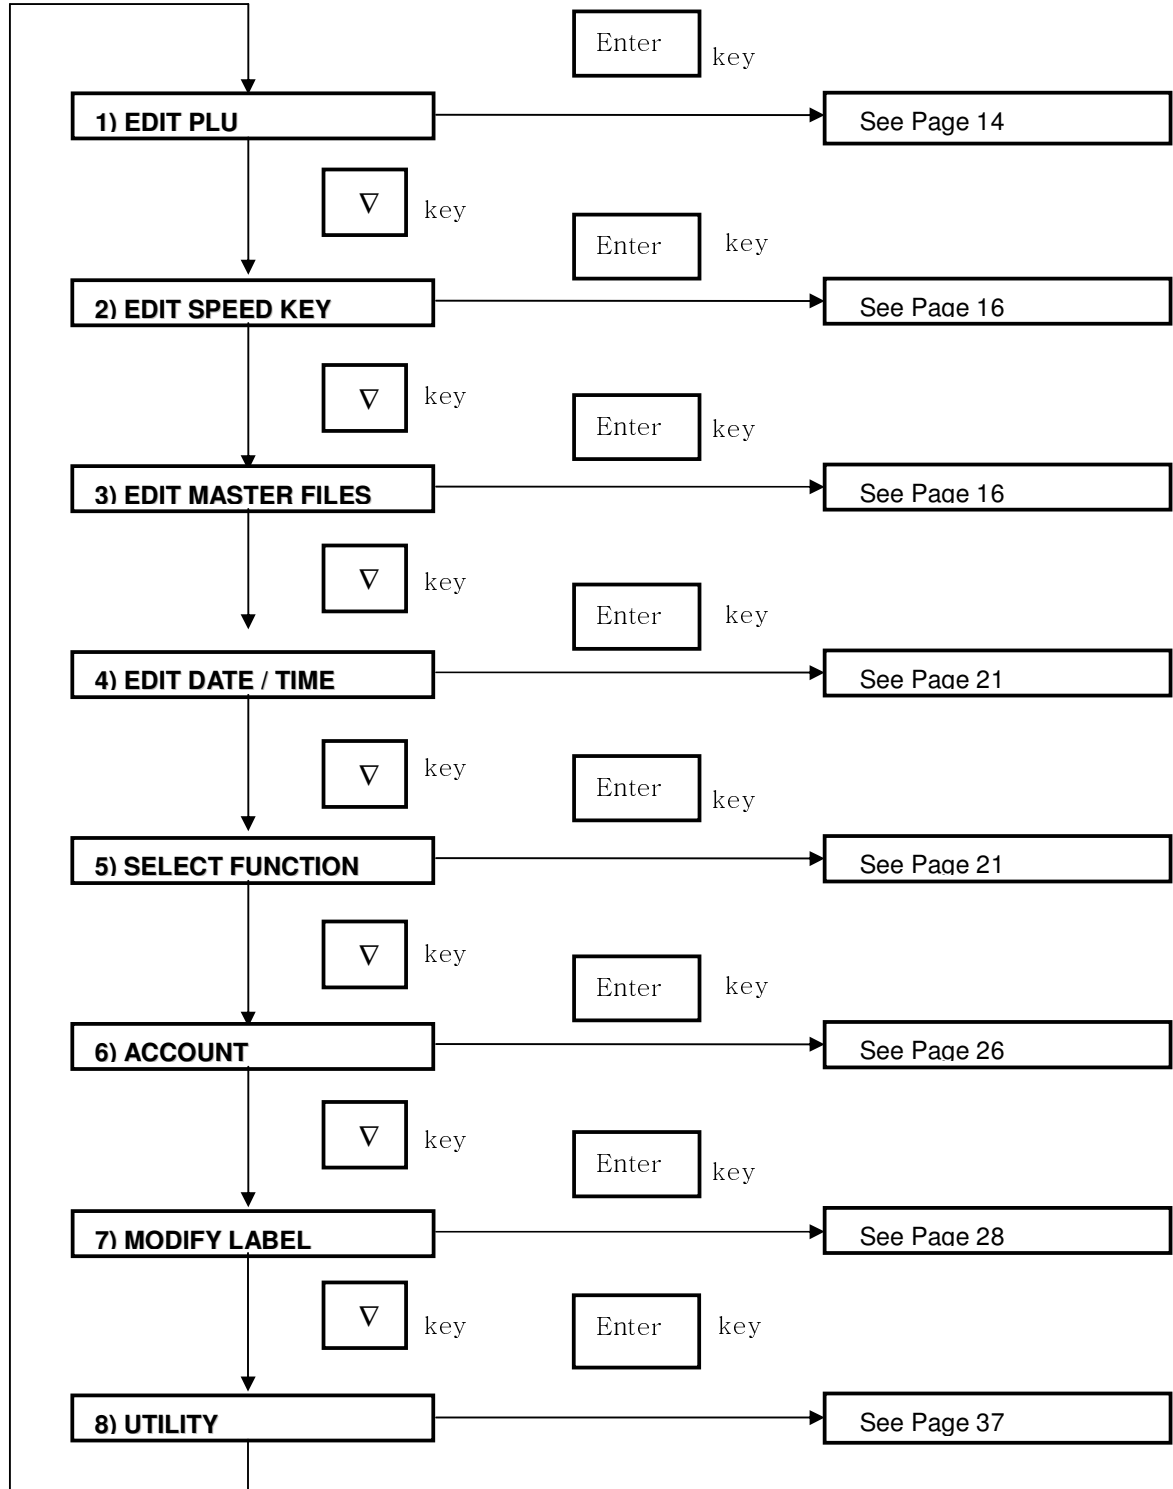 Enter key
1) EDIT PLU See Page 14
∇ key
Enter key
2) EDIT SPEED KEY See Page 16
∇ key
Enter key
3) EDIT MASTER FILES See Page 16
∇ key
Enter key
4) EDIT DATE / TIME See Page 21
∇ key
Enter key
5) SELECT FUNCTION See Page 21
∇ key
Enter key
6) ACCOUNT See Page 26
∇ key
Enter key
7) MODIFY LABEL See Page 28
∇ key
Enter key
8) UTILITY See Page 37